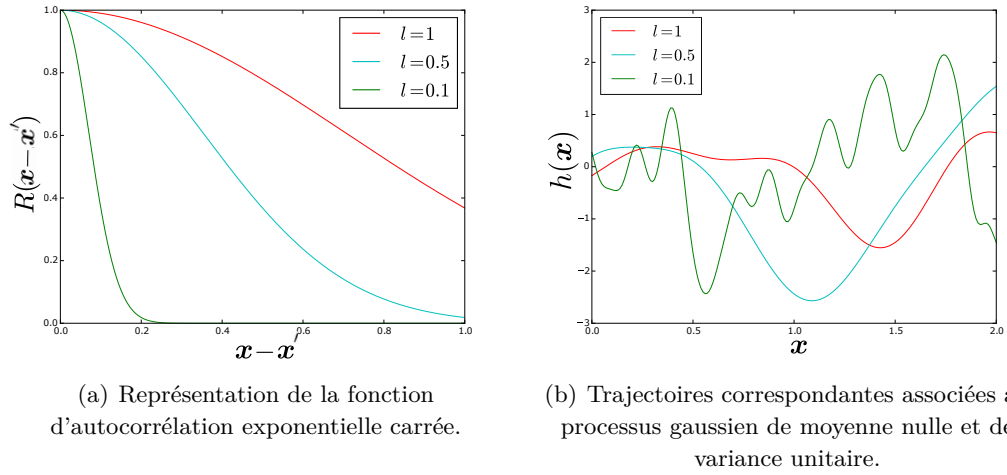 1.0
0.8
0.6
0.4
0.2
0.0
R(x−x′)
l=1
l=0.5
l=0.1
0.0 0.2 0.4 0.6 0.8 1.0
x−x′
3
2
1
0
−1
−2
−3
h(x)
l=1
l=0.5
l=0.1
0.0 0.5 1.0 1.5 2.0
x
(a) Représentation de la fonction
d'autocorrélation exponentielle carrée.
(b) Trajectoires correspondantes associées a
processus gaussien de moyenne nulle et de
variance unitaire.